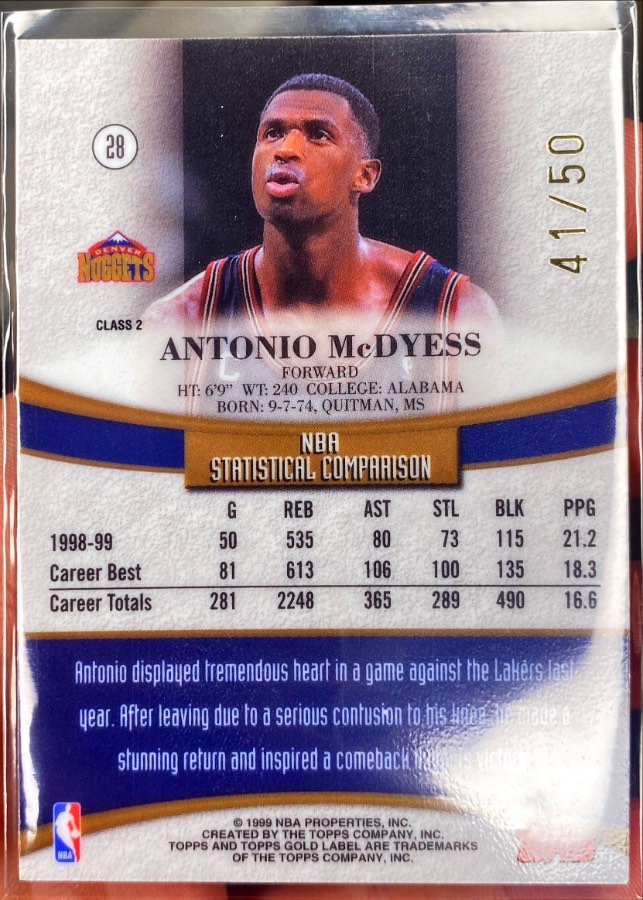 28
41/50
DENVER
NUGGETS
CLASS 2
ANTONIO McDYESS
FORWARD
HT: 6'9" WT: 240 COLLEGE: ALABAMA
BORN: 9-7-74, QUITMAN, MS
NBA
STATISTICAL COMPARISON
G REB AST STL BLK PPG
1998-99 50 535 80 73 115 21.2
Career Best 81 613 106 100 135 18.3
Career Totals 281 2248 365 289 490 16.6
Antonio displayed tremendous heart in a game against the Lakers last
year. After leaving due to a serious contusion to his knee, he made a
stunning return and inspired a comeback
NBA
© 1999 NBA PROPERTIES, INC.
CREATED BY THE TOPPS COMPANY, INC.
TOPPS AND TOPPS GOLD LABEL ARE TRADEMARKS
OF THE TOPPS COMPANY, INC.